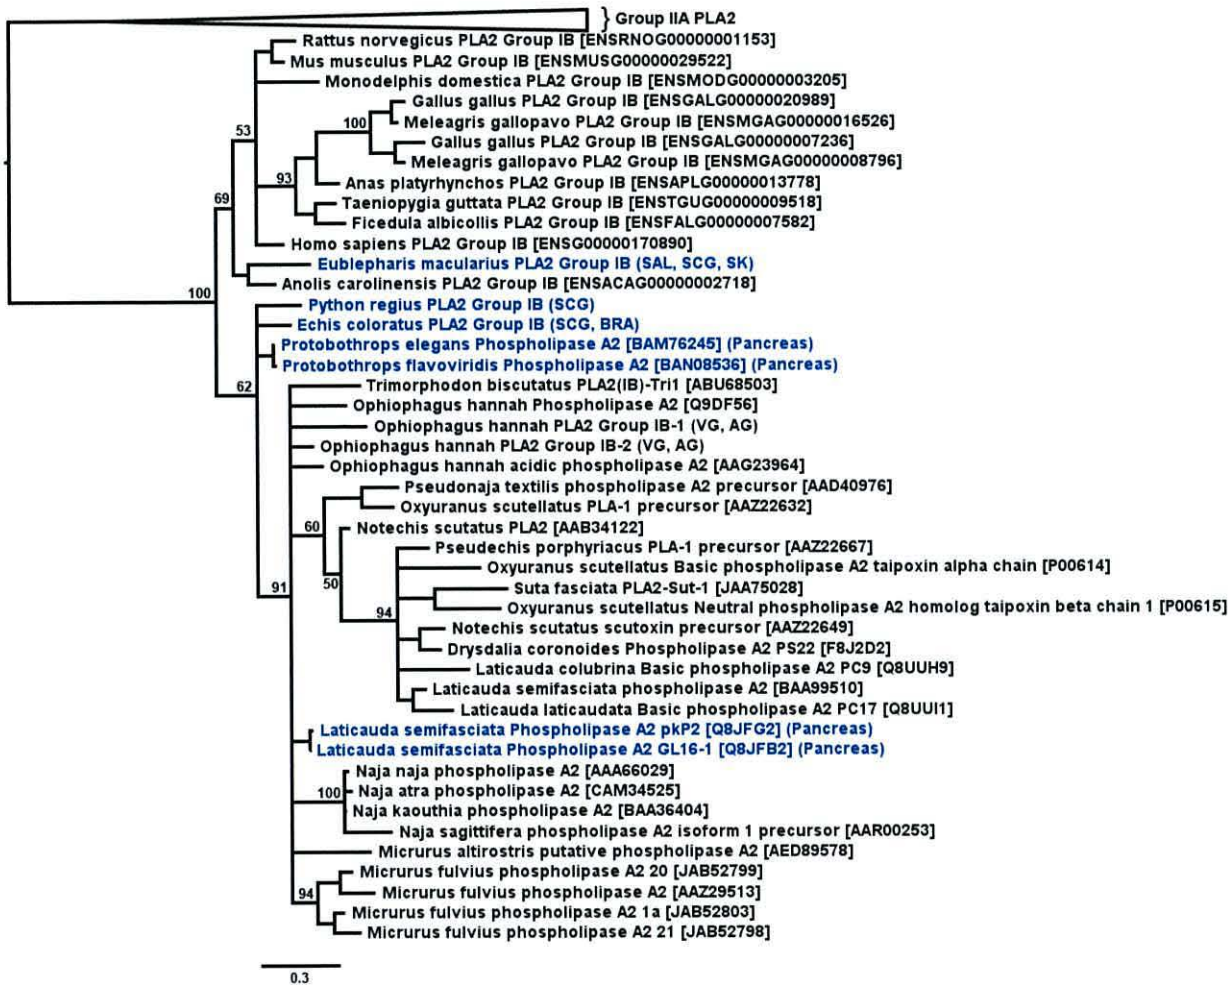 } Group IIA PLA2
Rattus norvegicus PLA2 Group IB [ENSRNOG00000001153]
Mus musculus PLA2 Group IB [ENSMUSG00000029522]
Monodelphis domestica PLA2 Group IB [ENSMODG00000003205]
Gallus gallus PLA2 Group IB [ENSGALG00000020989]
100
Meleagris gallopavo PLA2 Group IB [ENSMGAG00000016526]
53
Gallus gallus PLA2 Group IB [ENSGALG00000007236]
Meleagris gallopavo PLA2 Group IB [ENSMGAG00000008796]
93
Anas platyrhynchos PLA2 Group IB [ENSAPLG00000013778]
69
Taeniopygia guttata PLA2 Group IB [ENSTGUG00000009518]
Ficedula albicollis PLA2 Group IB [ENSFALG00000007582]
Homo sapiens PLA2 Group IB [ENSG00000170890]
Eublepharis macularius PLA2 Group IB (SAL, SCG, SK)
Anolis carolinensis PLA2 Group IB [ENSACAG00000002718]
100
Python regius PLA2 Group IB (SCG)
Echis coloratus PLA2 Group IB (SCG, BRA)
Protobothrops elegans Phospholipase A2 [BAM76245] (Pancreas)
Protobothrops flavoviridis Phospholipase A2 [BAN08536] (Pancreas)
62
Trimorphodon biscutatus PLA2(IB)-Tri1 [ABU68503]
Ophiophagus hannah Phospholipase A2 [Q9DF56]
Ophiophagus hannah PLA2 Group IB-1 (VG, AG)
Ophiophagus hannah PLA2 Group IB-2 (VG, AG)
Ophiophagus hannah acidic phospholipase A2 [AAG23964]
Pseudonaja textilis phospholipase A2 precursor [AAD40976]
Oxyuranus scutellatus PLA-1 precursor [AAZ22632]
60
Notechis scutatus PLA2 [AAB34122]
Pseudechis porphyriacus PLA-1 precursor [AAZ22667]
Oxyuranus scutellatus Basic phospholipase A2 taipoxin alpha chain [P00614]
50
91
Suta fasciata PLA2-Sut-1 [JAA75028]
Oxyuranus scutellatus Neutral phospholipase A2 homolog taipoxin beta chain 1 [P00615]
94
Notechis scutatus scutoxin precursor [AAZ22649]
Drysdalia coronoides Phospholipase A2 PS22 [F8J2D2]
Laticauda colubrina Basic phospholipase A2 PC9 [Q8UUH9]
Laticauda semifasciata phospholipase A2 [BAA99510]
Laticauda laticaudata Basic phospholipase A2 PC17 [Q8UUI1]
Laticauda semifasciata Phospholipase A2 pkP2 [Q8JFG2] (Pancreas)
Laticauda semifasciata Phospholipase A2 GL16-1 [Q8JFB2] (Pancreas)
Naja naja phospholipase A2 [AAA66029]
100
Naja atra phospholipase A2 [CAM34525]
Naja kaouthia phospholipase A2 [BAA36404]
Naja sagittifera phospholipase A2 isoform 1 precursor [AAR00253]
Micrurus altirostris putative phospholipase A2 [AED89578]
Micrurus fulvius phospholipase A2 20 [JAB52799]
94
Micrurus fulvius phospholipase A2 [AAZ29513]
Micrurus fulvius phospholipase A2 1a [JAB52803]
Micrurus fulvius phospholipase A2 21 [JAB52798]
0.3